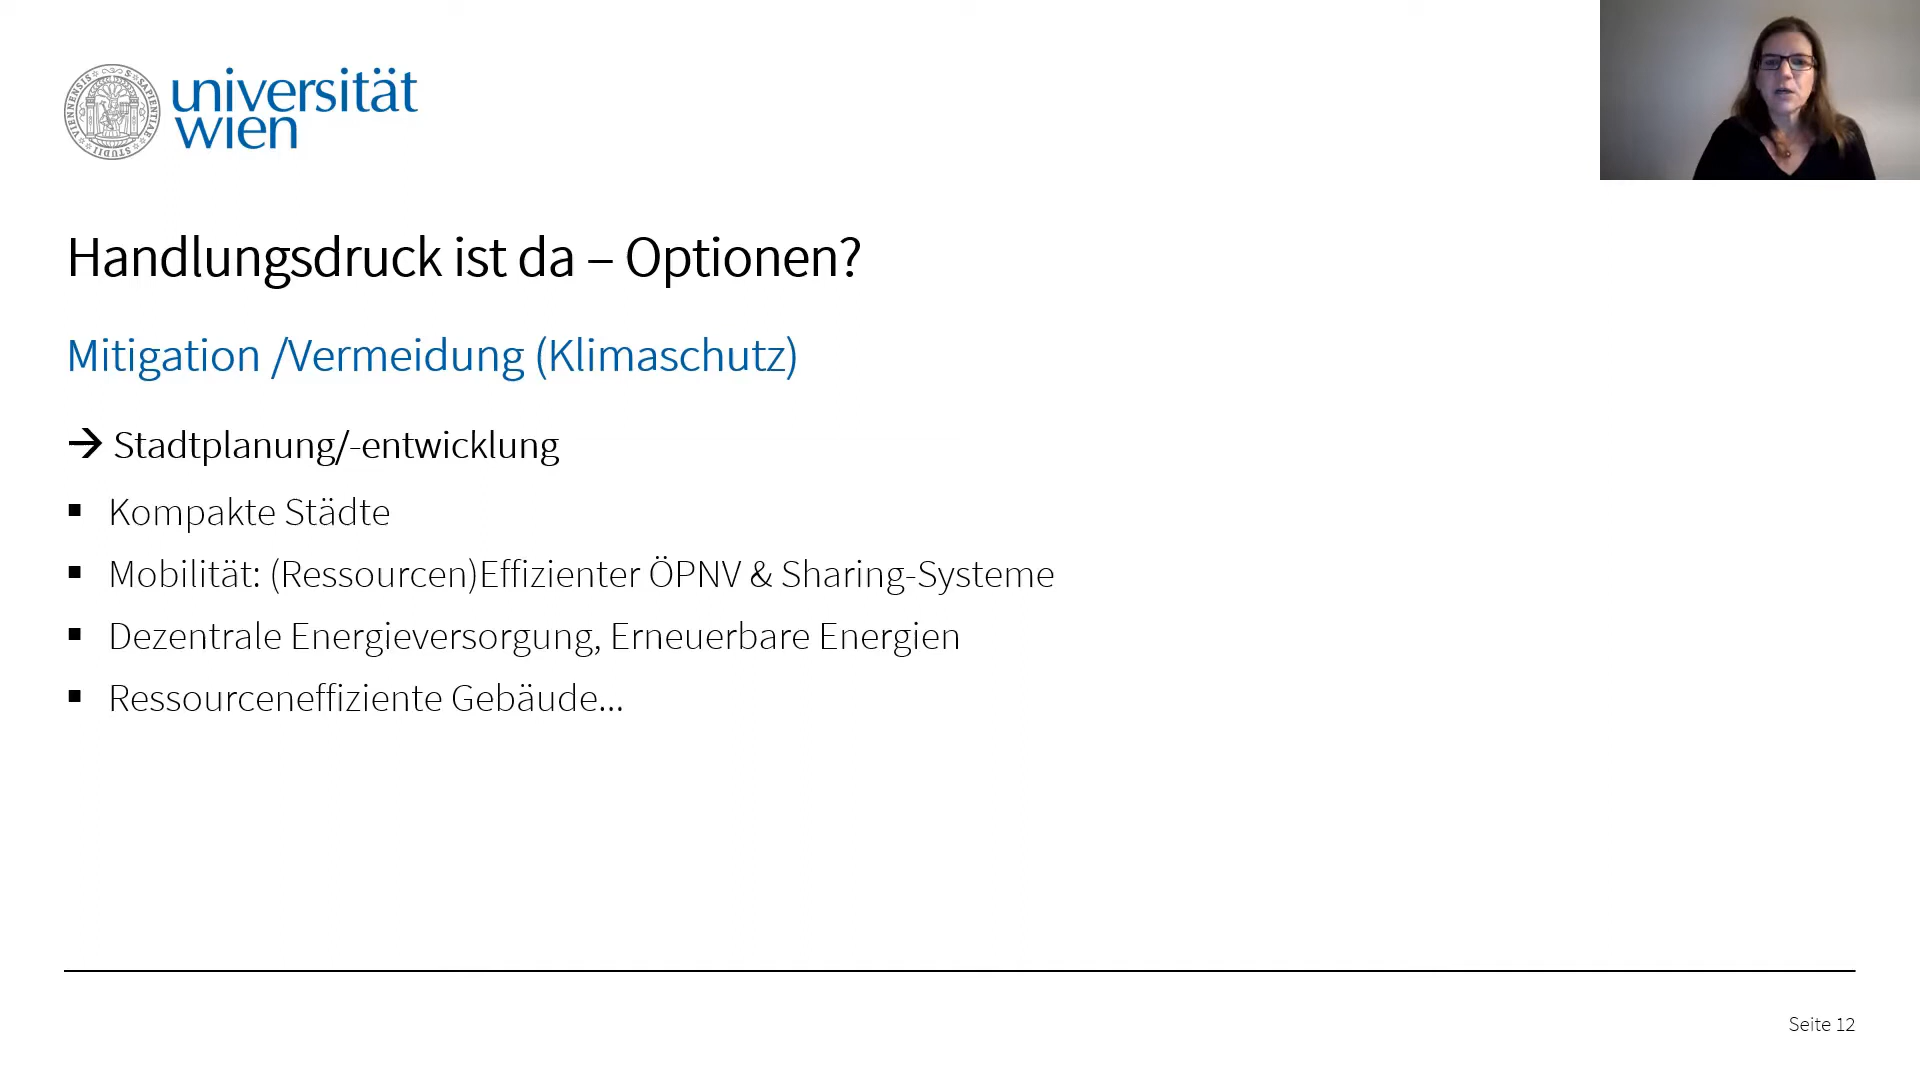 universität
wien
Handlungsdruck ist da – Optionen?
Mitigation /Vermeidung (Klimaschutz)
→ Stadtplanung/-entwicklung
▪ Kompakte Städte
▪ Mobilität: (Ressourcen)Effizienter ÖPNV & Sharing-Systeme
▪ Dezentrale Energieversorgung, Erneuerbare Energien
▪ Ressourceneffiziente Gebäude...
Seite 12